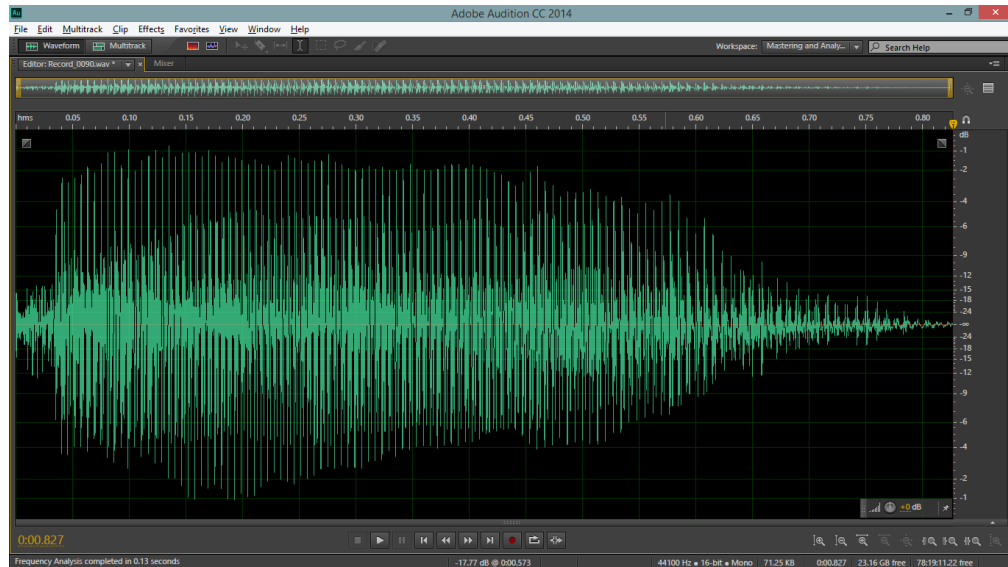 Au Adobe Audition CC 2014
File Edit Multitrack Clip Effects Favorites View Window Help
Waveform Multitrack Workspace: Mastering and Analy... Search Help
Editor: Record_0090.wav * Mixer
hms 0.05 0.10 0.15 0.20 0.25 0.30 0.35 0.40 0.45 0.50 0.55 0.60 0.65 0.70 0.75 0.80
dB
-1
-2
-4
-6
-9
-12
-15
-18
-24
-∞
-24
-18
-15
-12
-9
-6
-4
-2
-1
+0 dB
0:00.827
Frequency Analysis completed in 0.13 seconds -17.77 dB @ 0:00.573 44100 Hz • 16-bit • Mono 71.25 KB 0:00.827 23.16 GB free 78:19:11.22 free